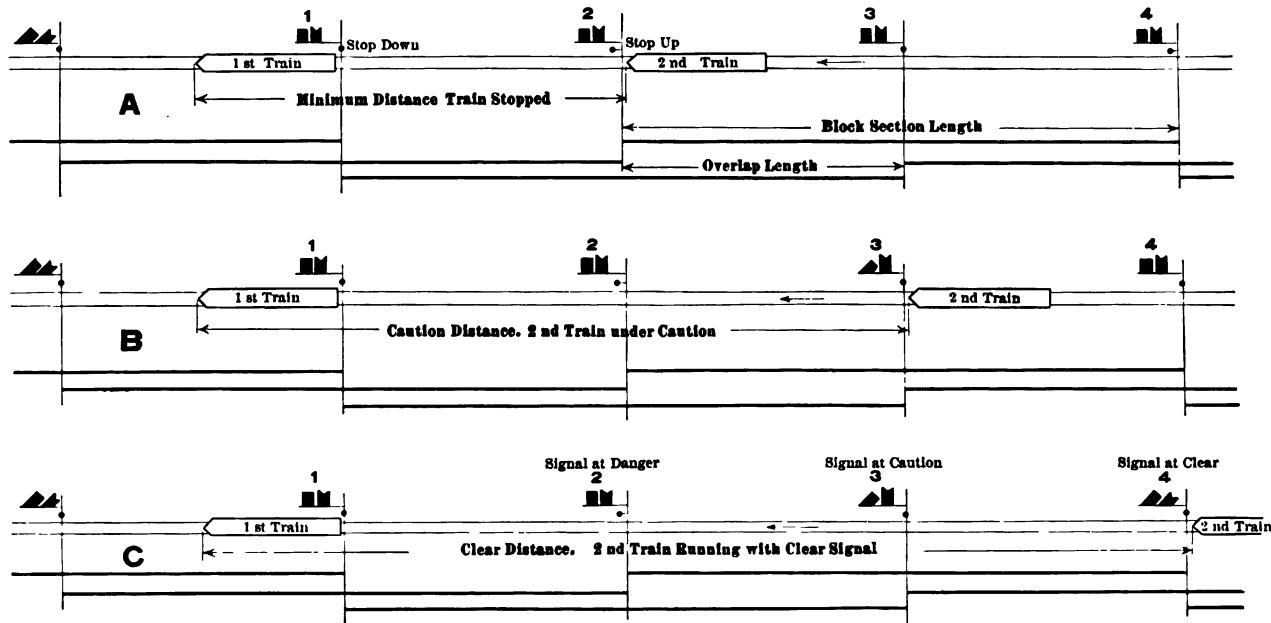 1
2
3
4
Stop Down
Stop Up
1 st Train
2 nd Train
Minimum Distance Train Stopped
A
Block Section Length
Overlap Length
1
2
3
4
1 st Train
2 nd Train
Caution Distance. 2 nd Train under Caution
B
Signal at Danger
Signal at Caution
Signal at Clear
1
2
3
4
1 st Train
2 nd Train
Clear Distance. 2 nd Train Running with Clear Signal
C